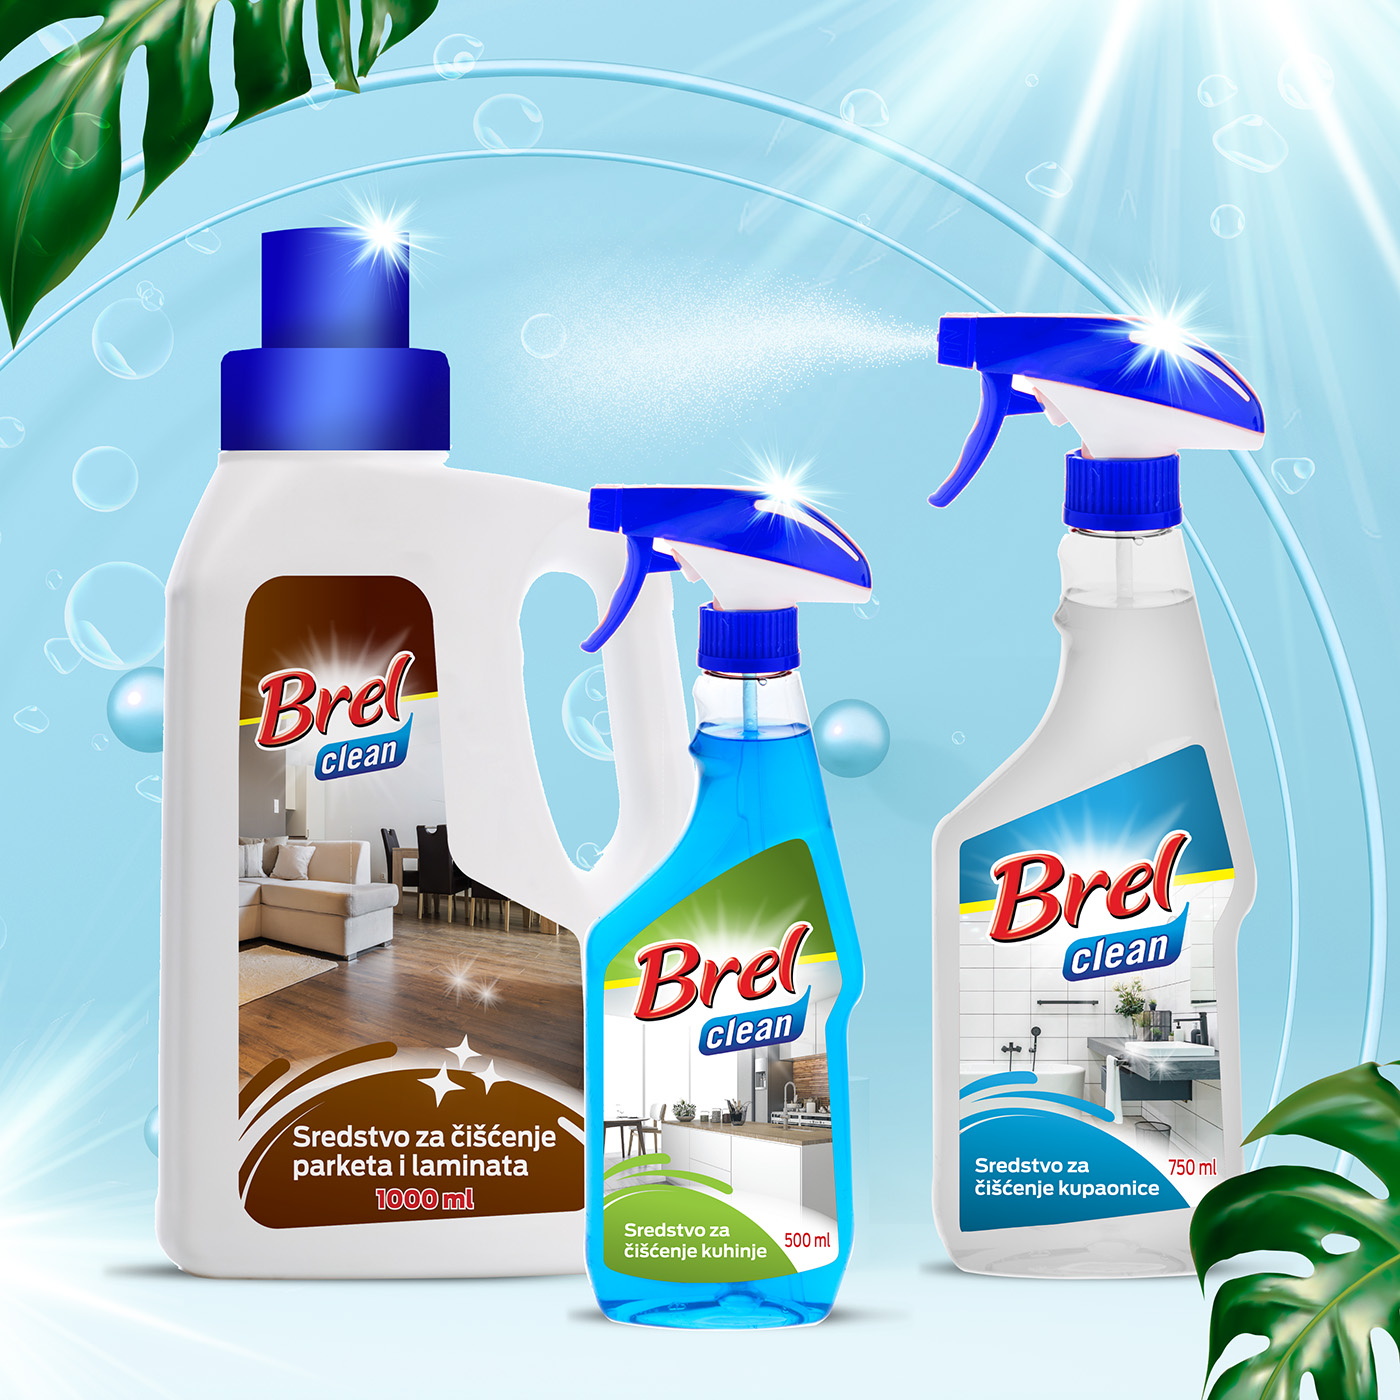 Brel
clean
Sredstvo za čišćenje
parketa i laminata
1000 ml
Brel
clean
Sredstvo za
čišćenje kuhinje
500 ml
Brel
clean
Sredstvo za
čišćenje kupaonice
750 ml